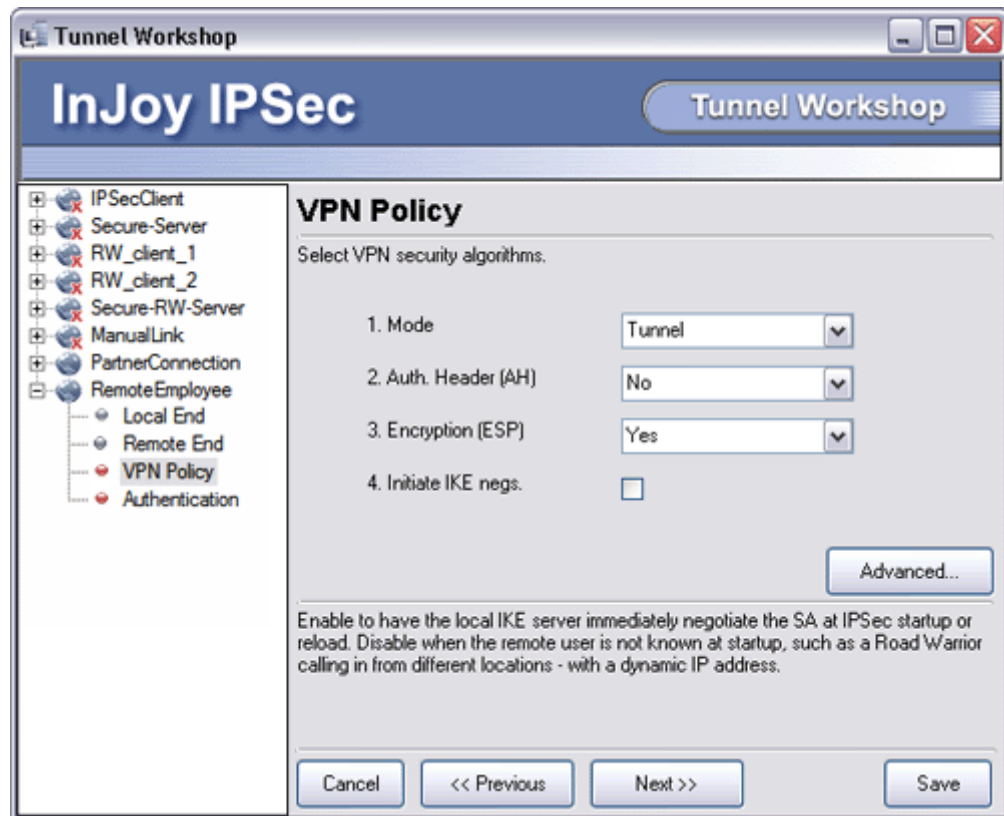 Tunnel Workshop
InJoy IPSec
Tunnel Workshop
IPSecClient
Secure-Server
RW_client_1
RW_client_2
Secure-RW-Server
ManualLink
PartnerConnection
RemoteEmployee
Local End
Remote End
VPN Policy
Authentication
VPN Policy
Select VPN security algorithms.
1. Mode
Tunnel
2. Auth. Header (AH)
No
3. Encryption (ESP)
Yes
4. Initiate IKE negs.
Advanced...
Enable to have the local IKE server immediately negotiate the SA at IPSec startup or
reload. Disable when the remote user is not known at startup, such as a Road Warrior
calling in from different locations - with a dynamic IP address.
Cancel
<< Previous
Next >>
Save